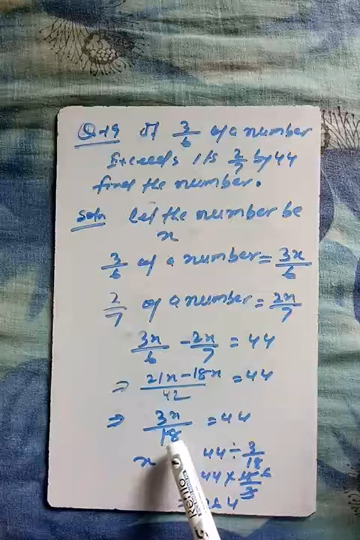 Q.19 If 3/6 of a number
Exceeds its 2/7 by 44
find the number.
Soln let the number be
x
3/6 of a number = 3x/6
2/7 of a number = 2x/7
3x/6 - 2x/7 = 44
⇒ 21x - 18x / 42 = 44
⇒ 3x/18 = 44
x 44 ÷ 3/18
44 ×
4